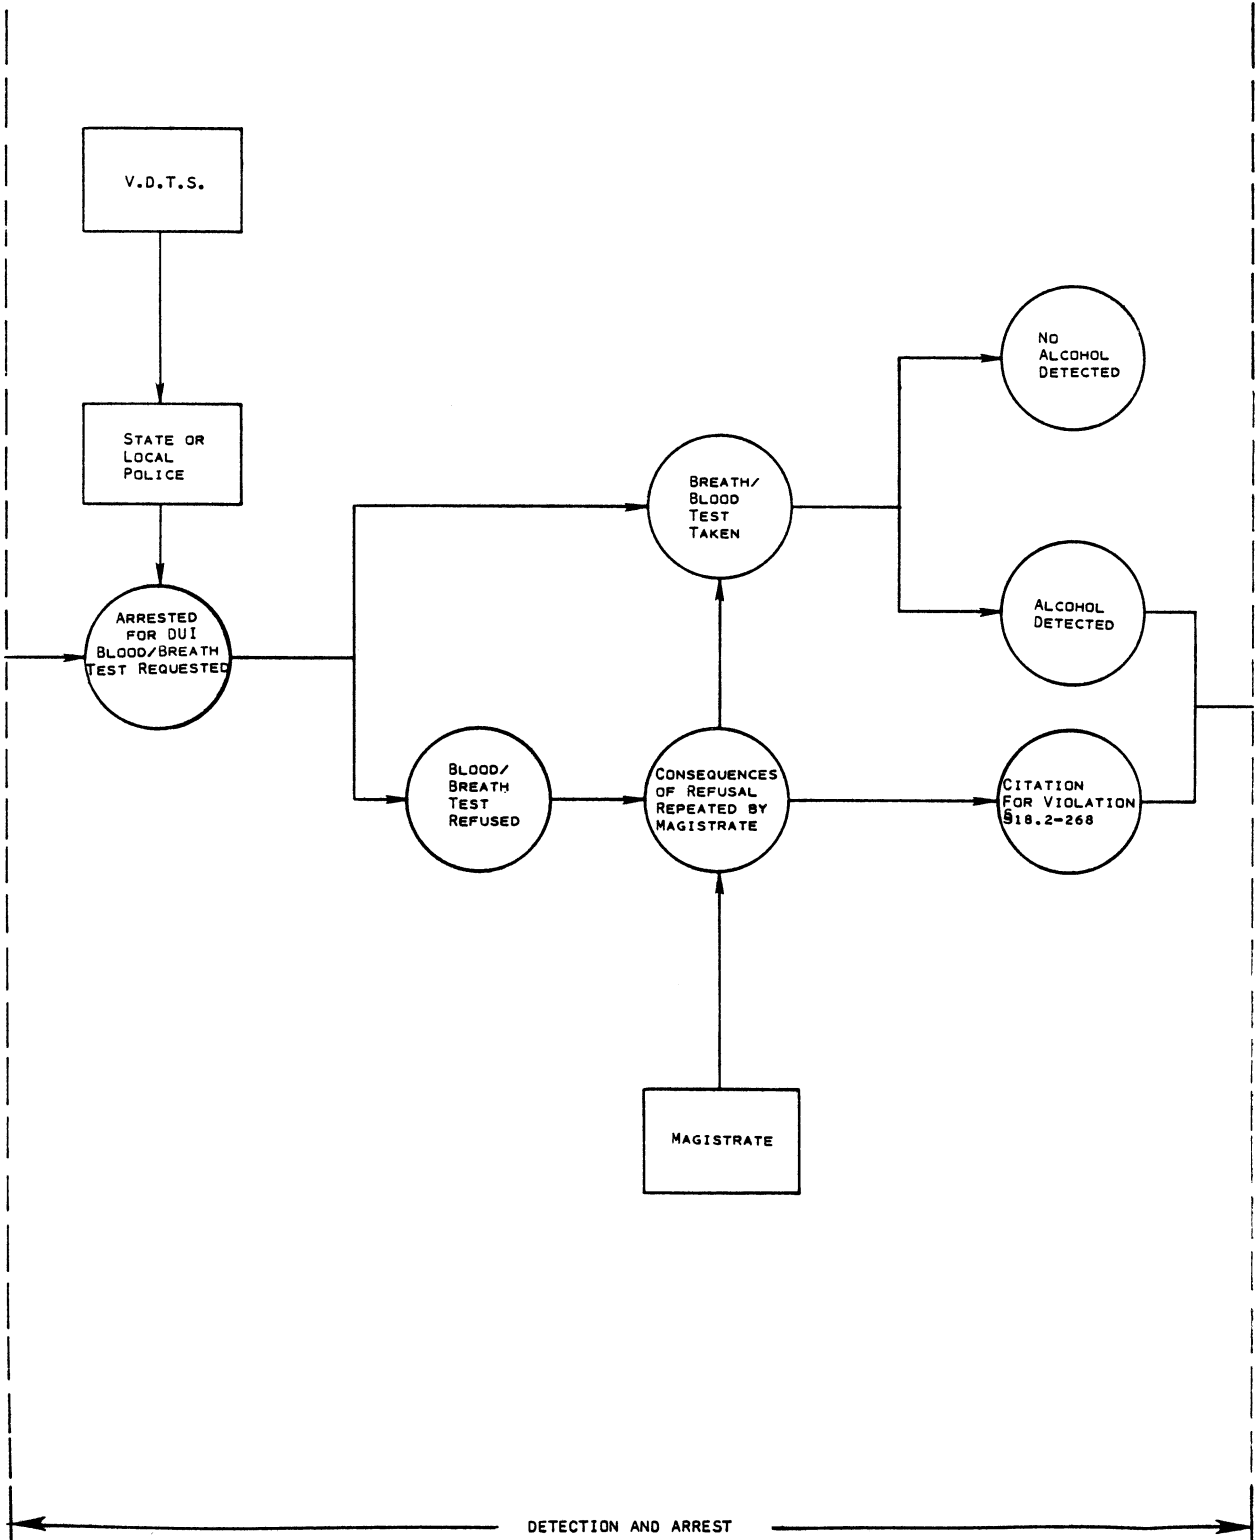 V.D.T.S.
STATE OR
LOCAL
POLICE
ARRESTED
FOR DUI
BLOOD/BREATH
TEST REQUESTED
BREATH/
BLOOD
TEST
TAKEN
NO
ALCOHOL
DETECTED
ALCOHOL
DETECTED
BLOOD/
BREATH
TEST
REFUSED
CONSEQUENCES
OF REFUSAL
REPEATED BY
MAGISTRATE
CITATION
FOR VIOLATION
§18.2-268
MAGISTRATE
DETECTION AND ARREST